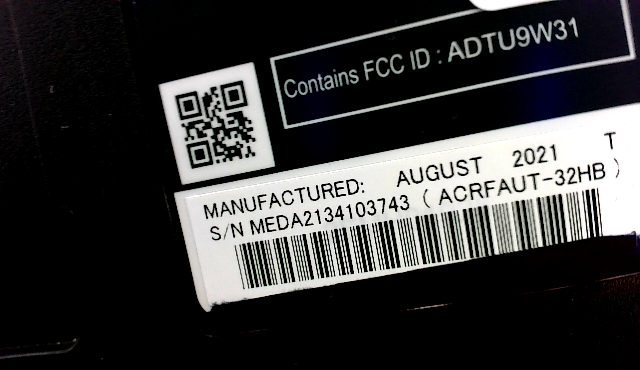 Contains FCC ID : ADTU9W31
MANUFACTURED: AUGUST 2021 T
S/N MEDA2134103743 ( ACRFAUT-32HB )